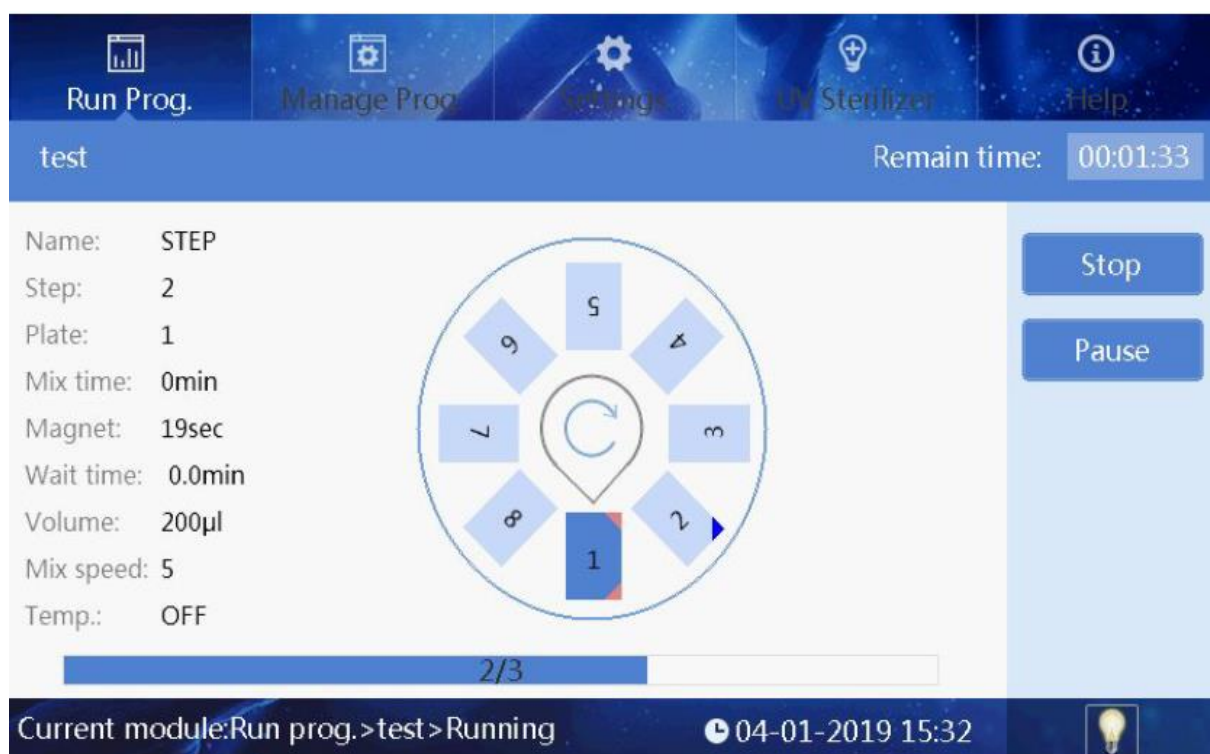 Run Prog.
Manage Prog.
Settings
UV Sterilizer
Help
test
Remain time: 00:01:33
Name: STEP
Step: 2
Plate: 1
Mix time: 0min
Magnet: 19sec
Wait time: 0.0min
Volume: 200μl
Mix speed: 5
Temp.: OFF
5
6
4
7
3
8
2
1
Stop
Pause
2/3
Current module:Run prog.>test>Running
04-01-2019 15:32